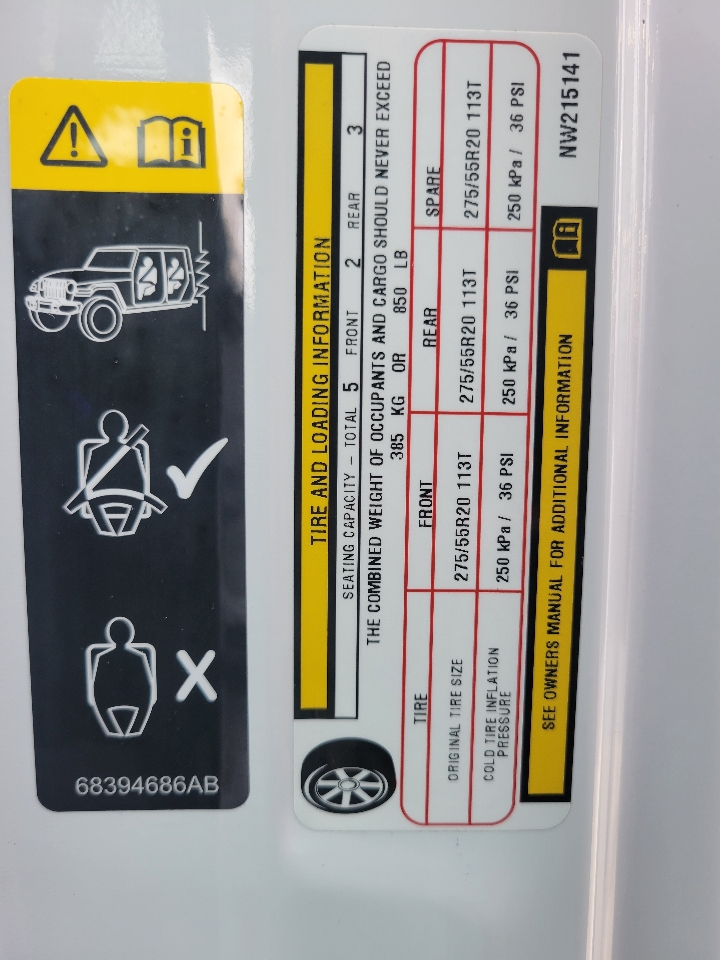 68394686AB
TIRE AND LOADING INFORMATION
SEATING CAPACITY - TOTAL 5 FRONT 2 REAR 3
THE COMBINED WEIGHT OF OCCUPANTS AND CARGO SHOULD NEVER EXCEED
385 KG OR 850 LB
TIRE FRONT REAR SPARE
ORIGINAL TIRE SIZE 275/55R20 113T 275/55R20 113T 275/55R20 113T
COLD TIRE INFLATION
PRESSURE 250 kPa / 36 PSI 250 kPa / 36 PSI 250 kPa / 36 PSI
SEE OWNERS MANUAL FOR ADDITIONAL INFORMATION
NW215141